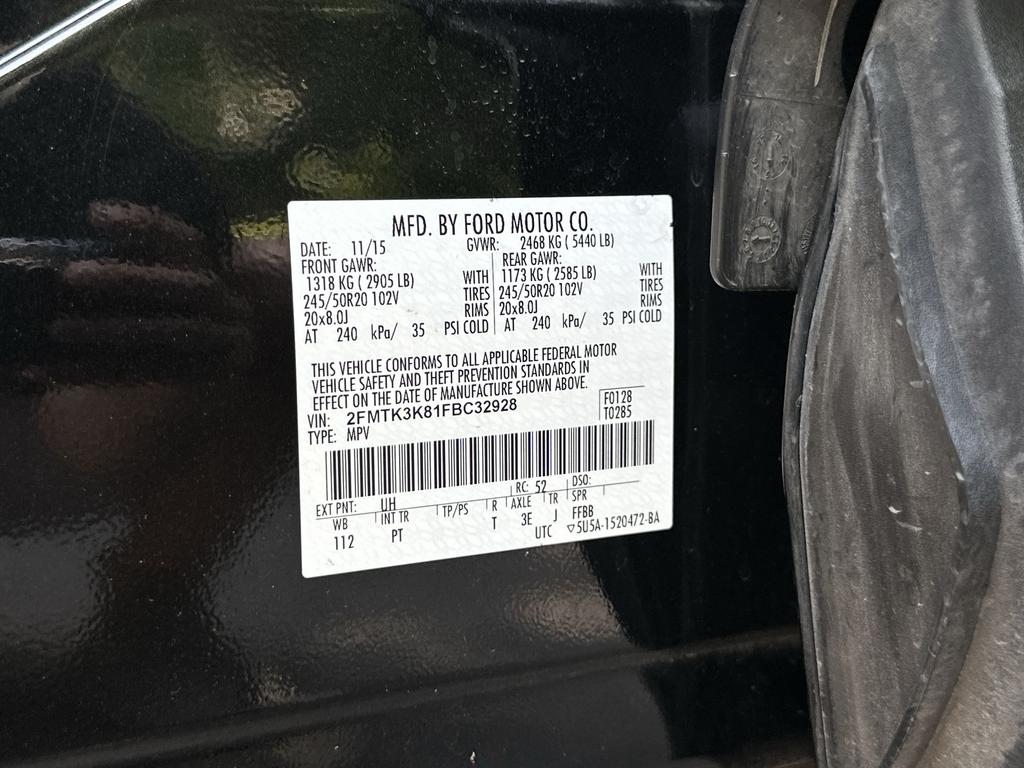 MFD. BY FORD MOTOR CO.
DATE: 11/15 GVWR: 2468 KG ( 5440 LB)
FRONT GAWR: REAR GAWR:
1318 KG ( 2905 LB) WITH 1173 KG ( 2585 LB) WITH
245/50R20 102V TIRES 245/50R20 102V TIRES
20x8.0J RIMS 20x8.0J RIMS
AT 240 kPa/ 35 PSI COLD AT 240 kPa/ 35 PSI COLD
THIS VEHICLE CONFORMS TO ALL APPLICABLE FEDERAL MOTOR
VEHICLE SAFETY AND THEFT PREVENTION STANDARDS IN
EFFECT ON THE DATE OF MANUFACTURE SHOWN ABOVE.
VIN: 2FMTK3K81FBC32928 F0128
TYPE: MPV T0285
EXT PNT: UH RC: 52 DSO:
WB INT TR TP/PS R AXLE TR SPR
112 PT T 3E J FFBB
UTC ▽5U5A-1520472-BA